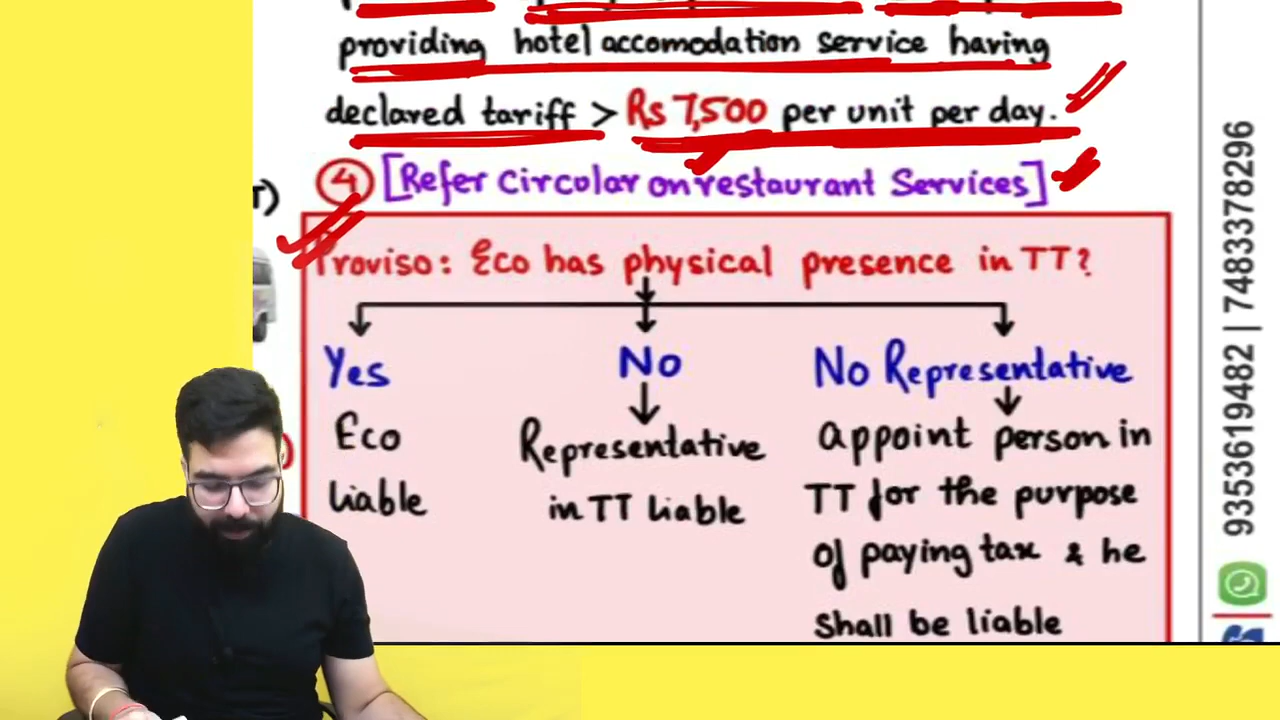 providing hotel accomodation service having
declared tariff > Rs 7,500 per unit per day.
④ [Refer Circular on restaurant Services]
Proviso: Eco has physical presence in TT?
Yes
Eco
liable
No
Representative
in TT liable
No Representative
appoint person in
TT for the purpose
of paying tax & he
shall be liable
9353619482 | 7483378296